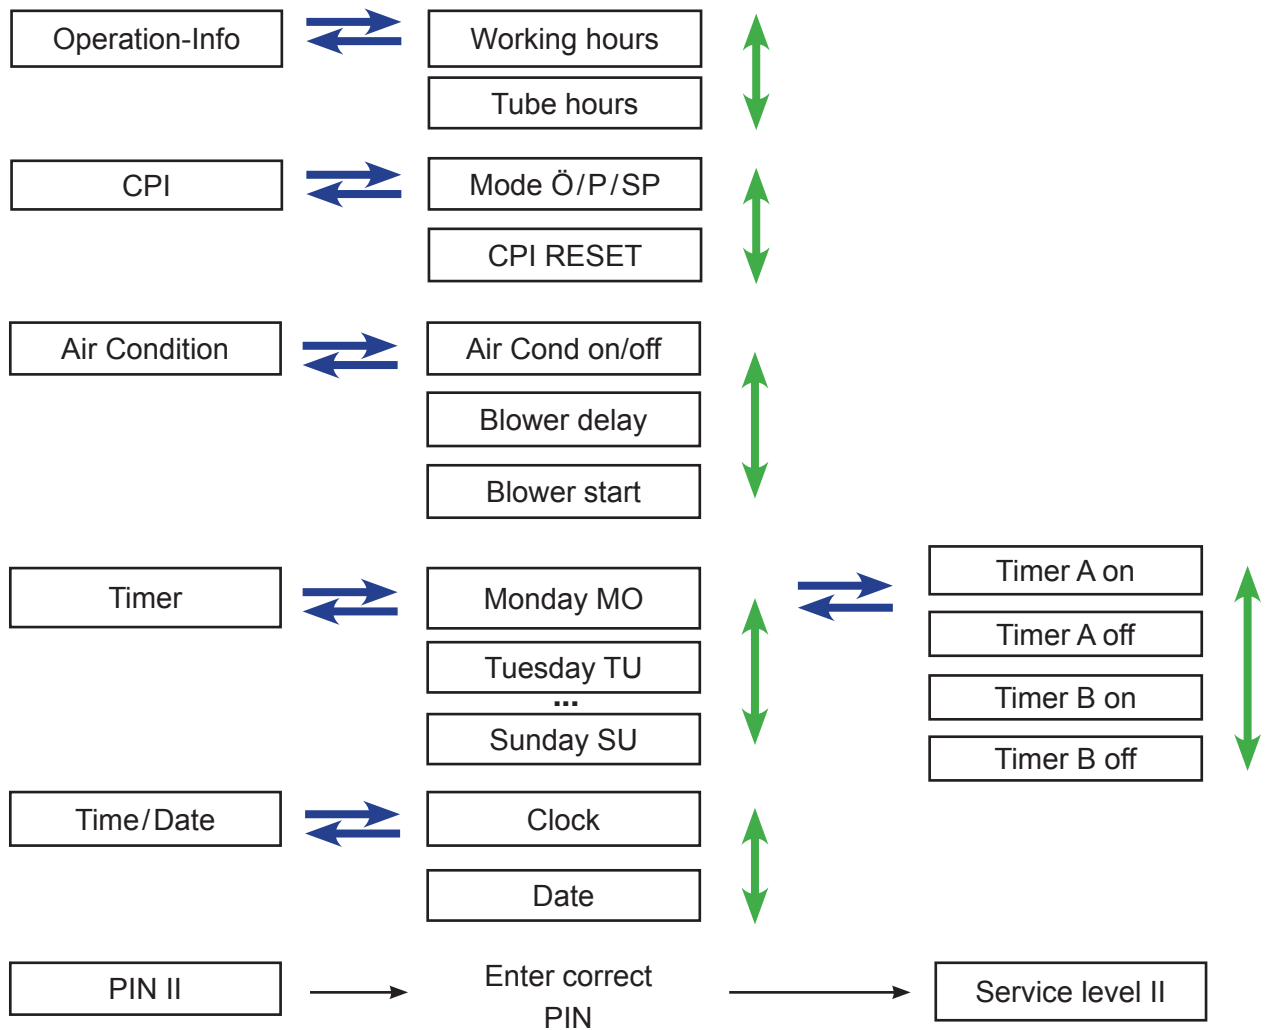 Operation-Info
Working hours
Tube hours
CPI
Mode Ö/P/SP
CPI RESET
Air Condition
Air Cond on/off
Blower delay
Blower start
Timer
Monday MO
Tuesday TU
...
Sunday SU
Timer A on
Timer A off
Timer B on
Timer B off
Time/Date
Clock
Date
PIN II
Enter correct
PIN
Service level II